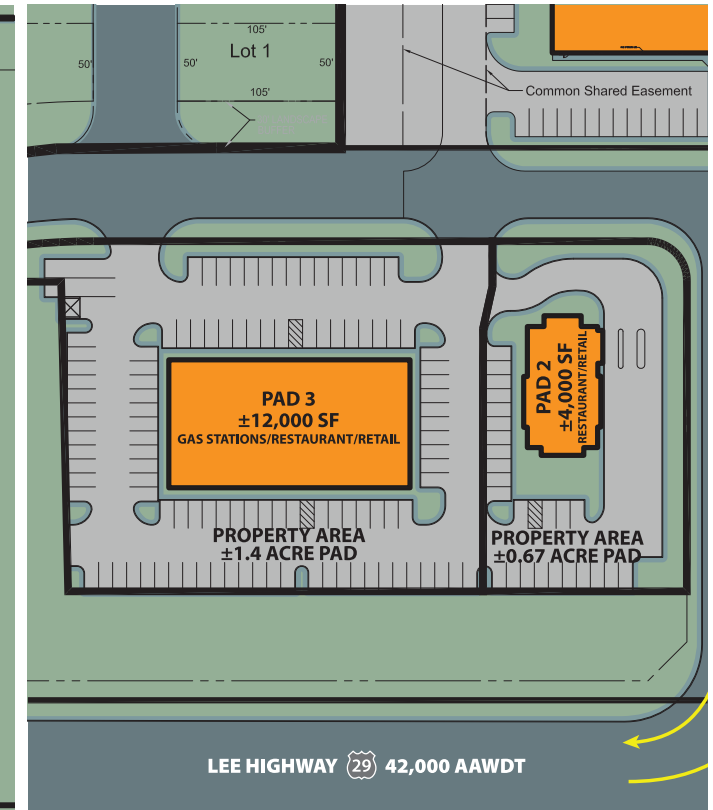 105'
Lot 1
50'
50'
50'
105'
Common Shared Easement
PAD 3
±12,000 SF
GAS STATIONS/RESTAURANT/RETAIL
PAD 2
±4,000 SF
RESTAURANT/RETAIL
PROPERTY AREA
±1.4 ACRE PAD
PROPERTY AREA
±0.67 ACRE PAD
LEE HIGHWAY 29 42,000 AAWDT